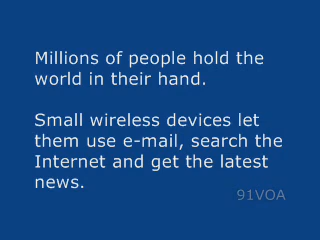 Millions of people hold the
world in their hand.
Small wireless devices let
them use e-mail, search the
Internet and get the latest
news.
91VOA